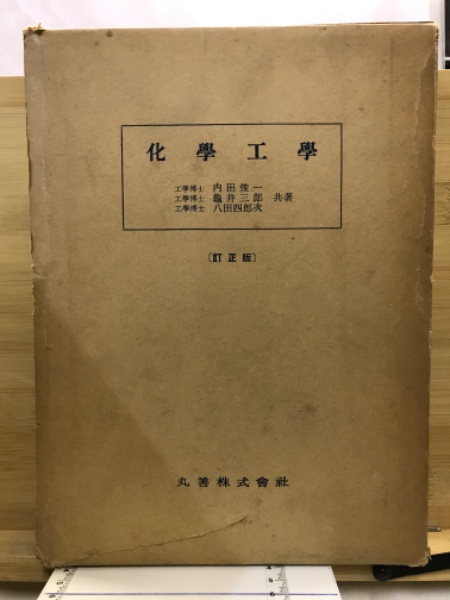 化學工學
工學博士 內田俊一
工學博士 龜井三郎 共著
工學博士 八田四郎次
〔訂正版〕
丸善株式會社